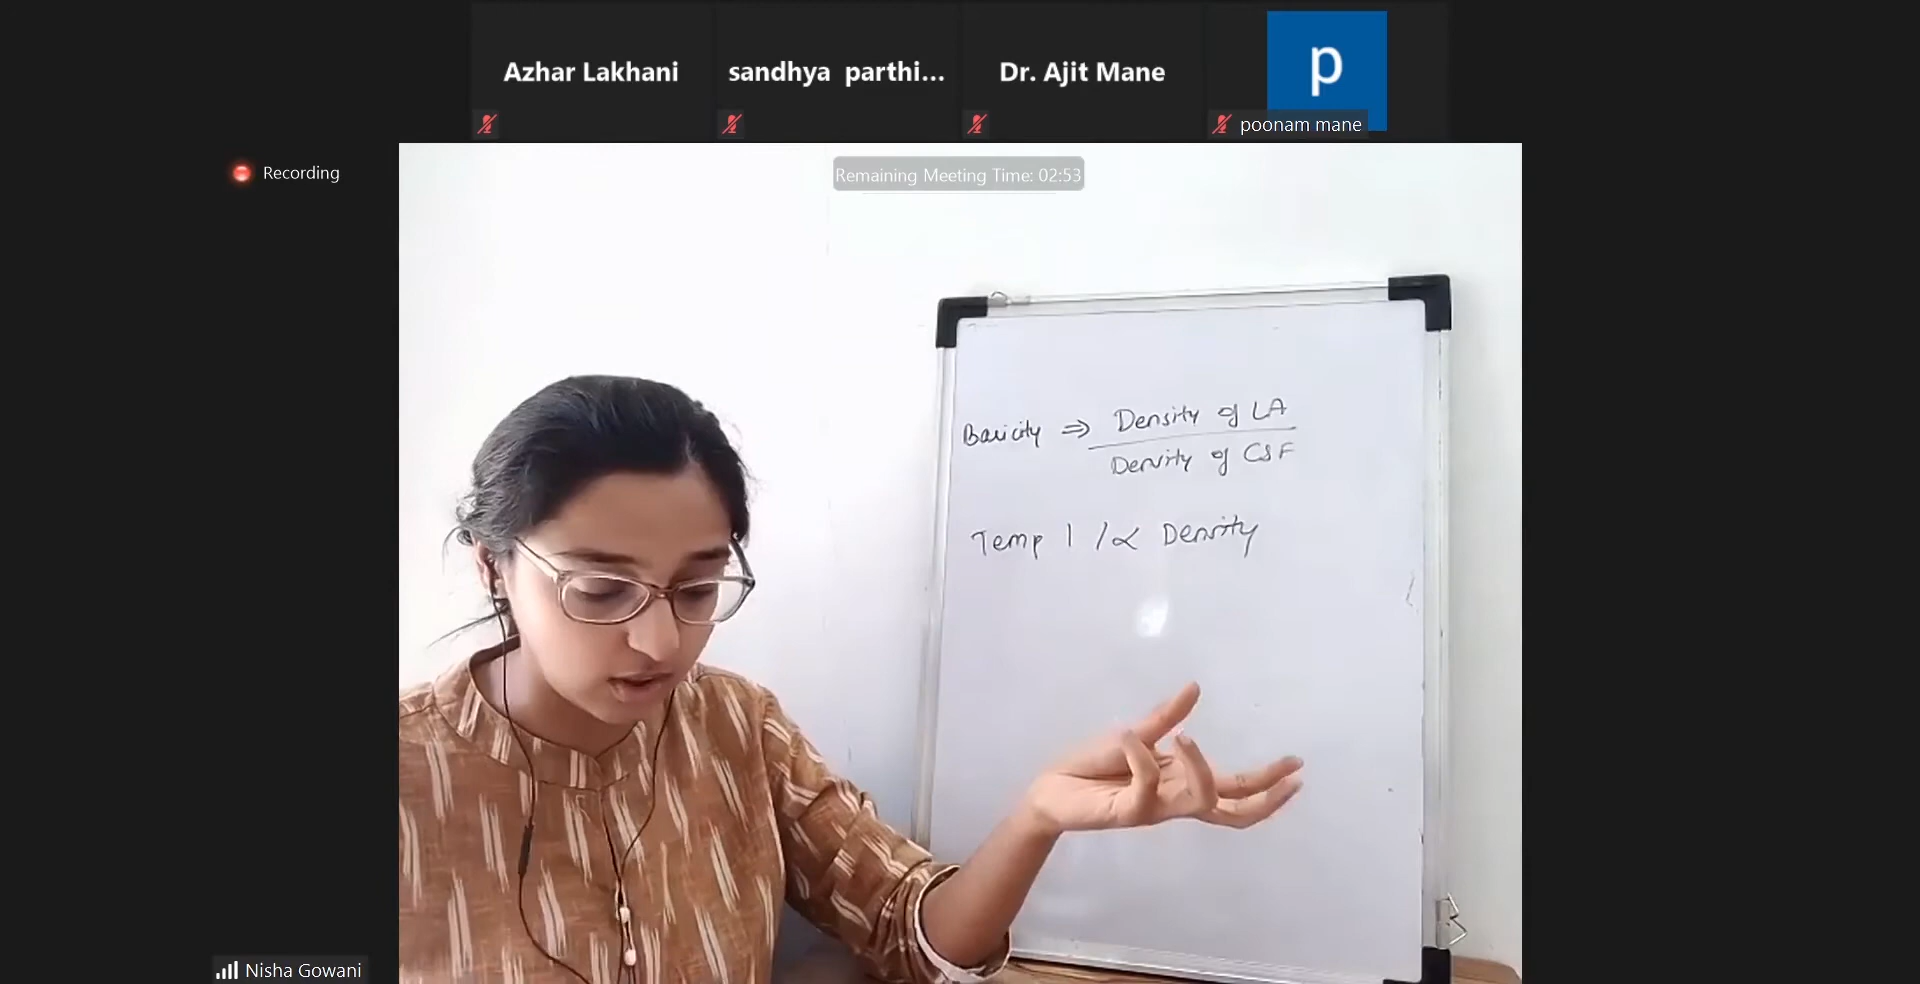 Azhar Lakhani
sandhya parthi...
Dr. Ajit Mane
p
poonam mane
Recording
Remaining Meeting Time: 02:53
Baricity ⇒ Density of LA
Density of CSF
Temp 1/∝ Density
Nisha Gowani